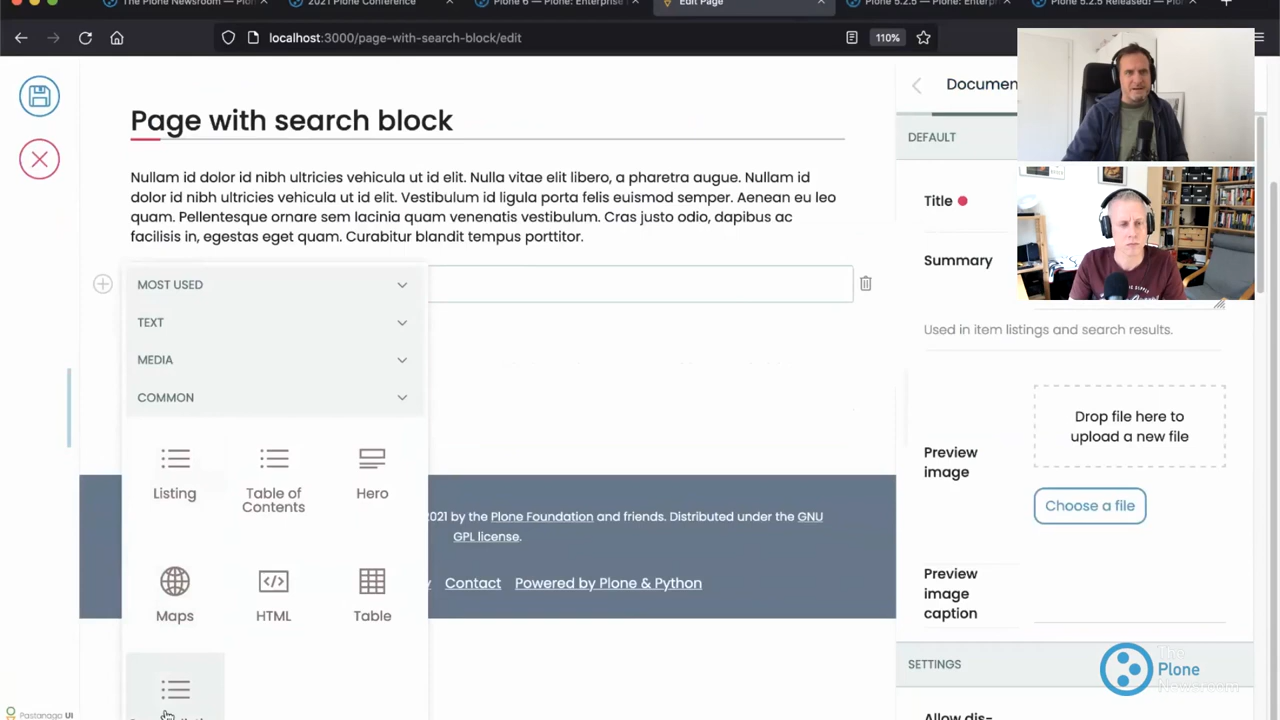 The Plone Newsroom —
2021 Plone Conference
Plone 6 — Plone: Enterprise
Edit Page
Plone 5.2.5 — Plone: Enterp
Plone 5.2.5 Released! —
localhost:3000/page-with-search-block/edit
110%
Documen
Page with search block
DEFAULT
Nullam id dolor id nibh ultricies vehicula ut id elit. Nulla vitae elit libero, a pharetra augue. Nullam id
dolor id nibh ultricies vehicula ut id elit. Vestibulum id ligula porta felis euismod semper. Aenean eu leo
quam. Pellentesque ornare sem lacinia quam venenatis vestibulum. Cras justo odio, dapibus ac
facilisis in, egestas eget quam. Curabitur blandit tempus porttitor.
Title
Summary
Used in item listings and search results.
MOST USED
TEXT
MEDIA
COMMON
Listing
Table of
Contents
Hero
Maps
HTML
Table
Drop file here to
upload a new file
Preview
image
Choose a file
Preview
image
caption
SETTINGS
Allow dis-
2021 by the Plone Foundation and friends. Distributed under the GNU
GPL license.
Contact
Powered by Plone & Python
The
Plone
Newsroom
Pastanaga UI